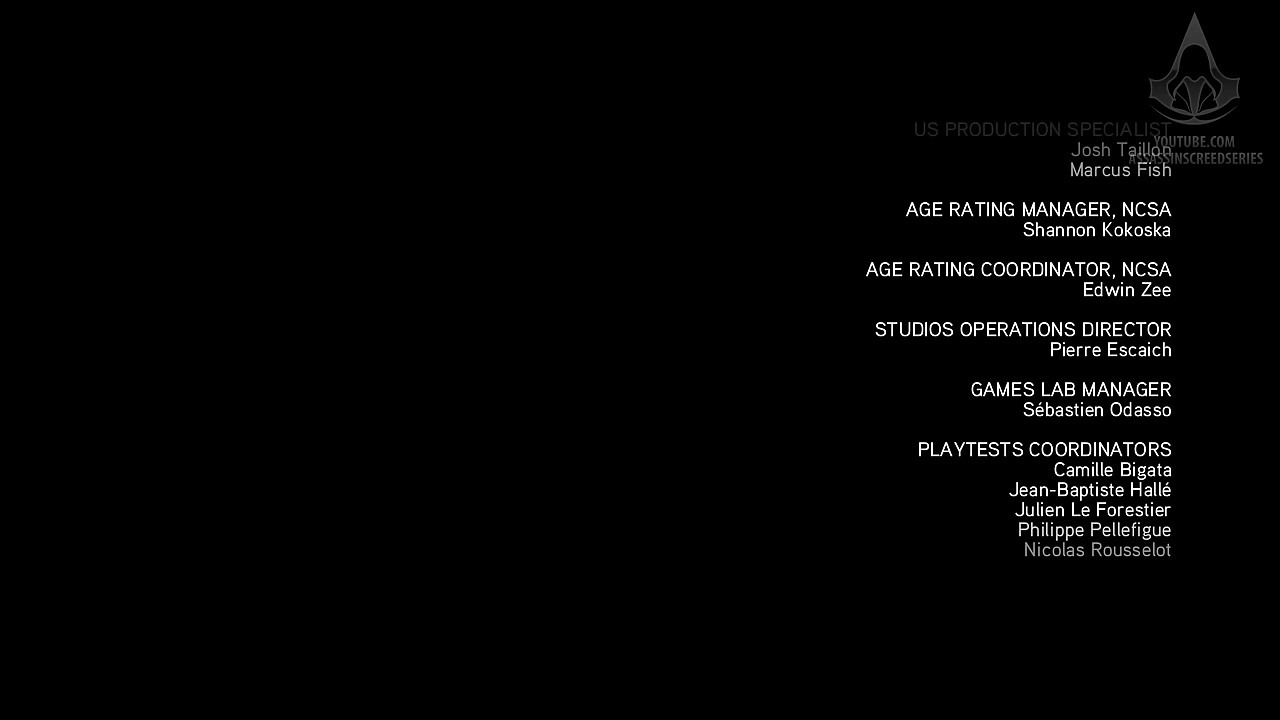 US PRODUCTION SPECIALIST
Josh Taillon
Marcus Fish
AGE RATING MANAGER, NCSA
Shannon Kokoska
AGE RATING COORDINATOR, NCSA
Edwin Zee
STUDIOS OPERATIONS DIRECTOR
Pierre Escaich
GAMES LAB MANAGER
Sébastien Odasso
PLAYTESTS COORDINATORS
Camille Bigata
Jean-Baptiste Hallé
Julien Le Forestier
Philippe Pellefigue
Nicolas Rousselot
YOUTUBE.COM
ASSASSINSCREEDSERIES